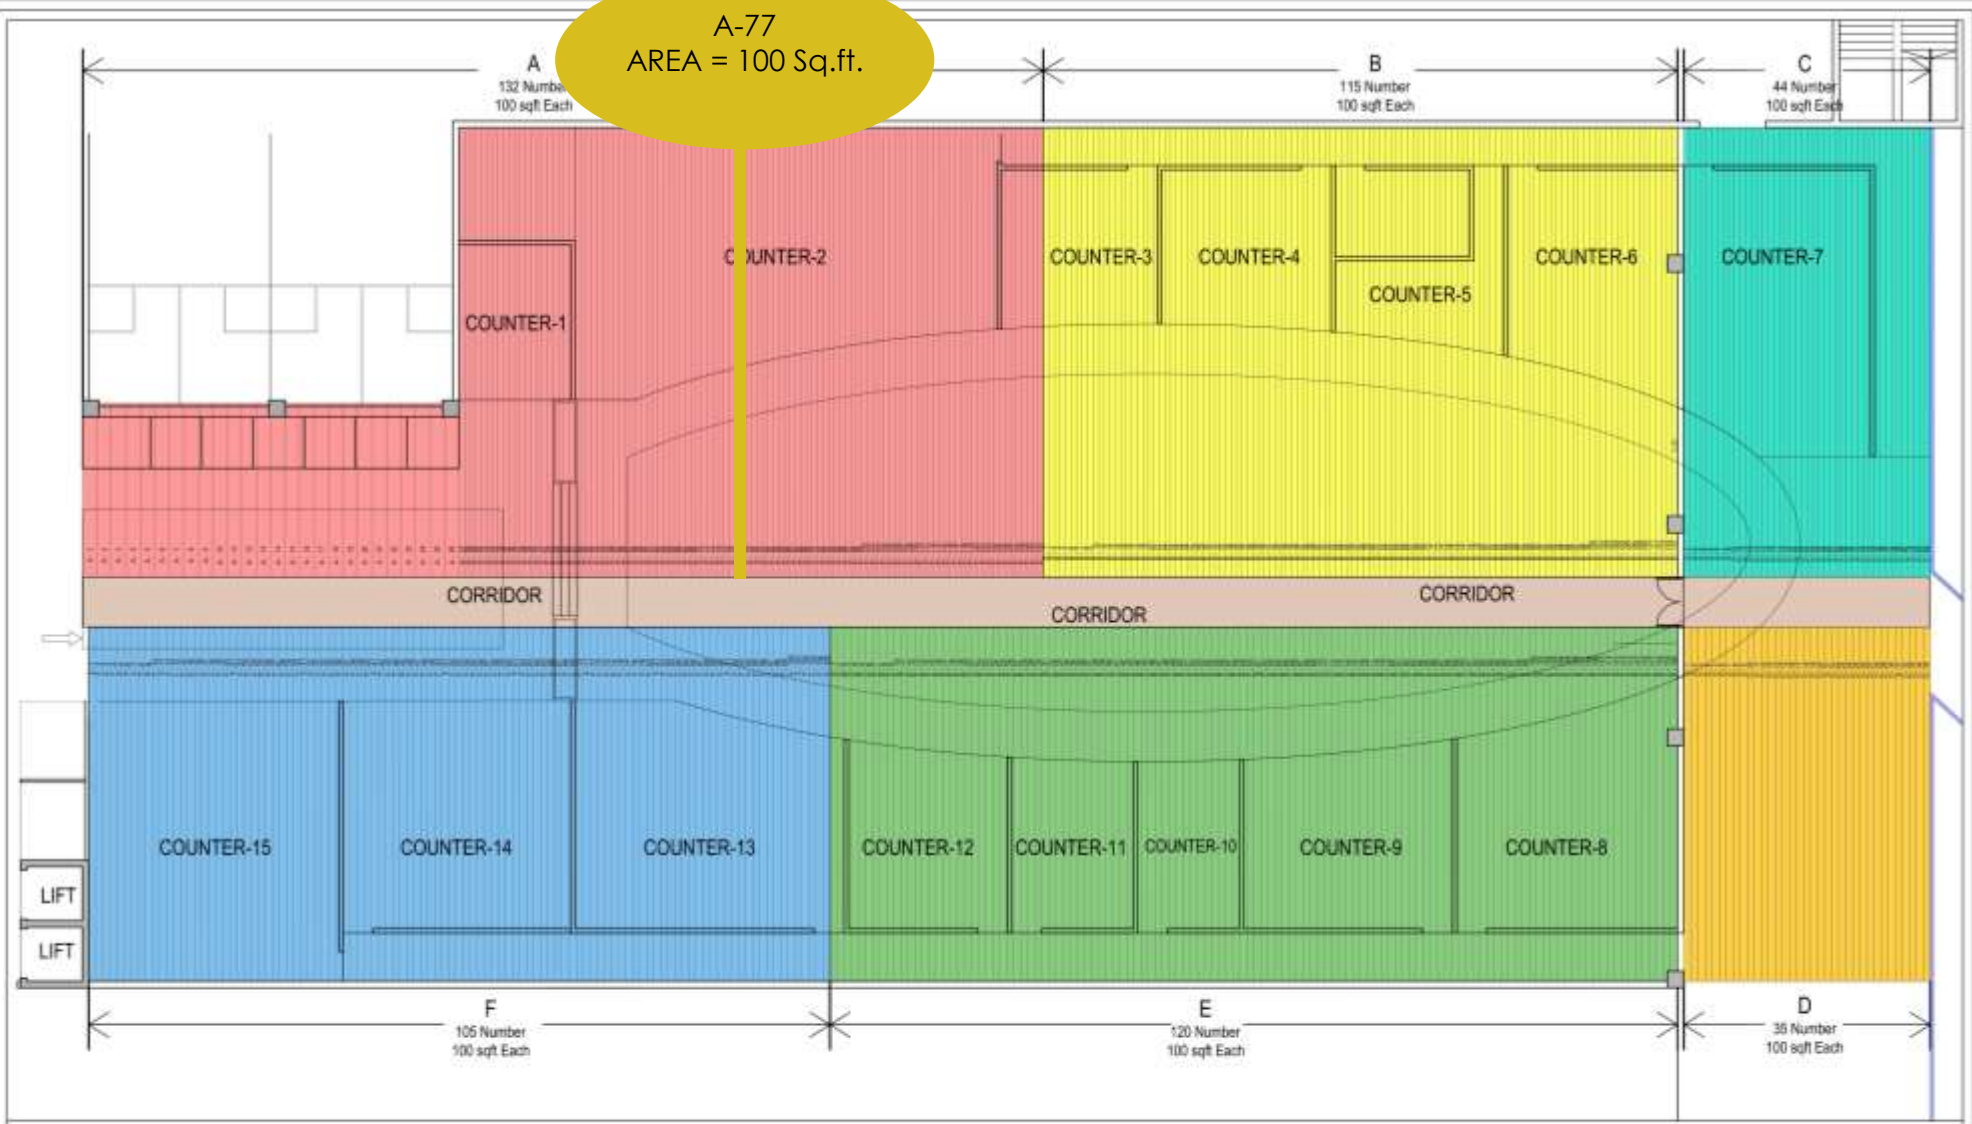 A-77
AREA = 100 Sq.ft.
A
132 Number
100 sqft Each
B
115 Number
100 sqft Each
C
44 Number
100 sqft Each
COUNTER-2
COUNTER-3
COUNTER-4
COUNTER-6
COUNTER-7
COUNTER-5
COUNTER-1
CORRIDOR
CORRIDOR
CORRIDOR
COUNTER-15
COUNTER-14
COUNTER-13
COUNTER-12
COUNTER-11
COUNTER-10
COUNTER-9
COUNTER-8
LIFT
LIFT
F
105 Number
100 sqft Each
E
120 Number
100 sqft Each
D
35 Number
100 sqft Each